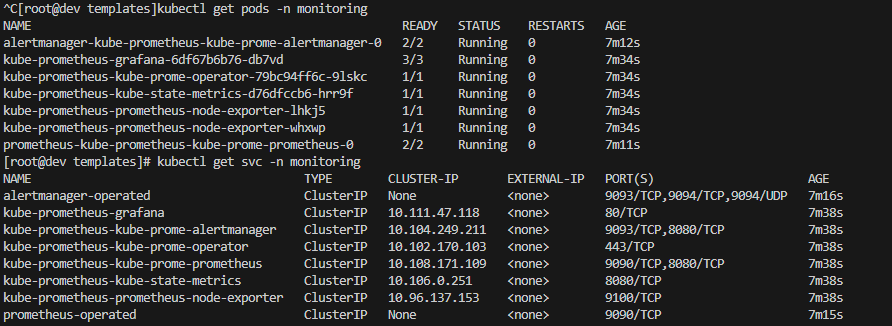 ^C[root@dev templates]kubectl get pods -n monitoring
NAME                                                     READY   STATUS    RESTARTS   AGE
alertmanager-kube-prometheus-kube-prome-alertmanager-0   2/2     Running   0          7m12s
kube-prometheus-grafana-6df67b6b76-db7vd                 3/3     Running   0          7m34s
kube-prometheus-kube-prome-operator-79bc94ff6c-9lskc     1/1     Running   0          7m34s
kube-prometheus-kube-state-metrics-d76dfccb6-hrr9f       1/1     Running   0          7m34s
kube-prometheus-prometheus-node-exporter-lhkj5           1/1     Running   0          7m34s
kube-prometheus-prometheus-node-exporter-whxwp           1/1     Running   0          7m34s
prometheus-kube-prometheus-kube-prome-prometheus-0       2/2     Running   0          7m11s
[root@dev templates]# kubectl get svc -n monitoring
NAME                                       TYPE        CLUSTER-IP       EXTERNAL-IP   PORT(S)                      AGE
alertmanager-operated                      ClusterIP   None             <none>        9093/TCP,9094/TCP,9094/UDP   7m16s
kube-prometheus-grafana                    ClusterIP   10.111.47.118    <none>        80/TCP                       7m38s
kube-prometheus-kube-prome-alertmanager    ClusterIP   10.104.249.211   <none>        9093/TCP,8080/TCP            7m38s
kube-prometheus-kube-prome-operator        ClusterIP   10.102.170.103   <none>        443/TCP                      7m38s
kube-prometheus-kube-prome-prometheus      ClusterIP   10.108.171.109   <none>        9090/TCP,8080/TCP            7m38s
kube-prometheus-kube-state-metrics         ClusterIP   10.106.0.251     <none>        8080/TCP                     7m38s
kube-prometheus-prometheus-node-exporter   ClusterIP   10.96.137.153    <none>        9100/TCP                     7m38s
prometheus-operated                        ClusterIP   None             <none>        9090/TCP                     7m15s